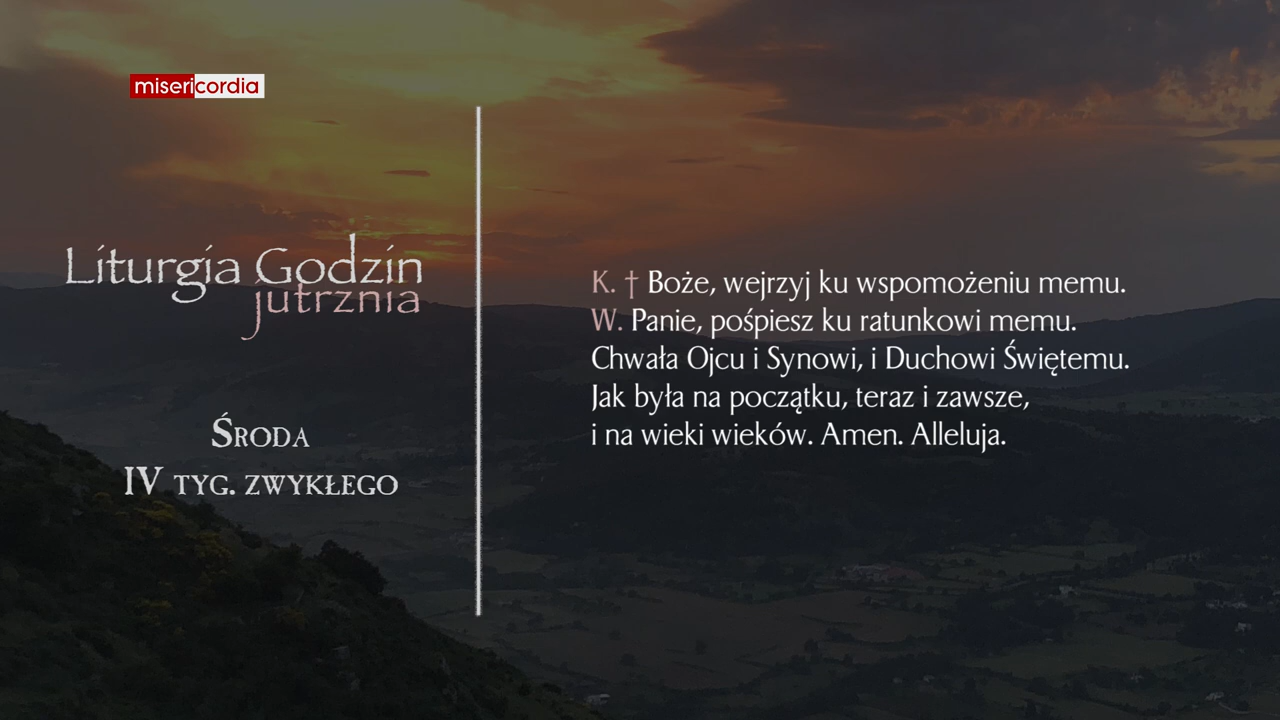 misericordia
Liturgia Godzin
jutrznia
Środa
IV tyg. zwykłego
K. † Boże, wejrzyj ku wspomożeniu memu.
W. Panie, pośpiesz ku ratunkowi memu.
Chwała Ojcu i Synowi, i Duchowi Świętemu.
Jak była na początku, teraz i zawsze,
i na wieki wieków. Amen. Alleluja.